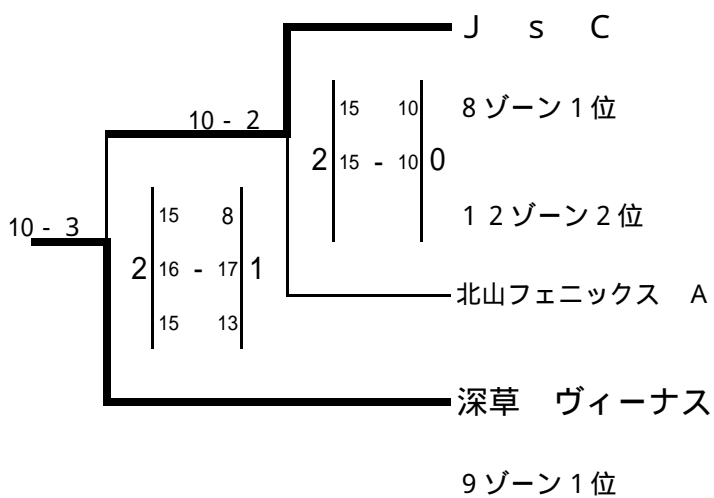 Ｊ　ｓ　Ｃ
15 10
8ゾーン1位
10 - 2
2 15 - 10 0
15 8
1 2ゾーン2位
10 - 3
2 16 - 17 1
北山フェニックス　A
15 13
深草　ヴィーナス
9ゾーン1位